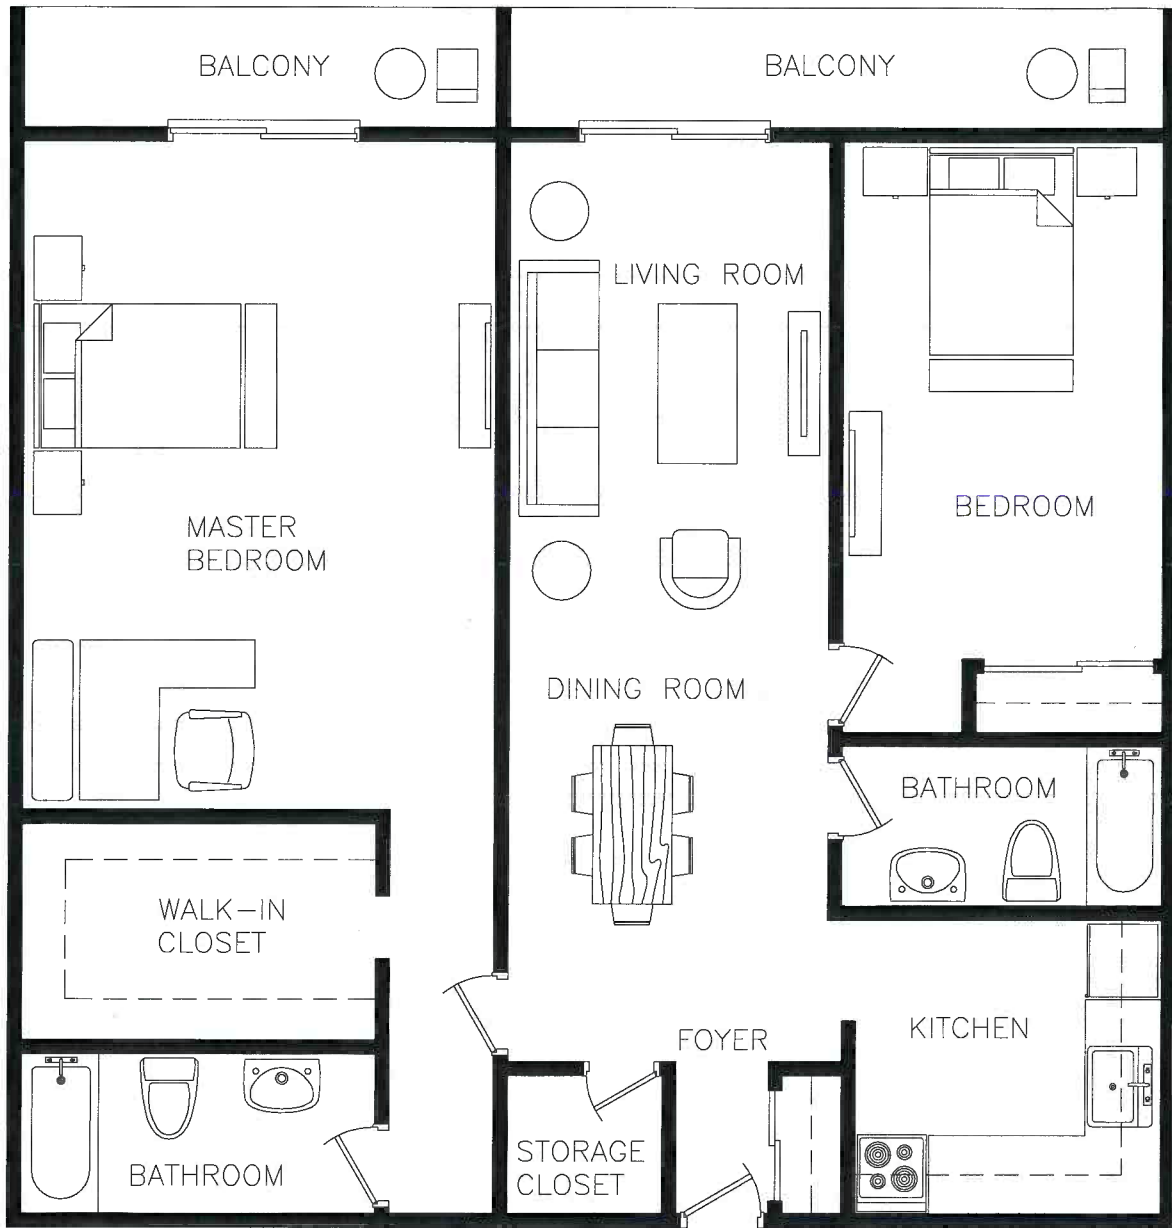 BALCONY
BALCONY
LIVING ROOM
MASTER
BEDROOM
BEDROOM
DINING ROOM
BATHROOM
WALK-IN
CLOSET
KITCHEN
FOYER
STORAGE
CLOSET
BATHROOM